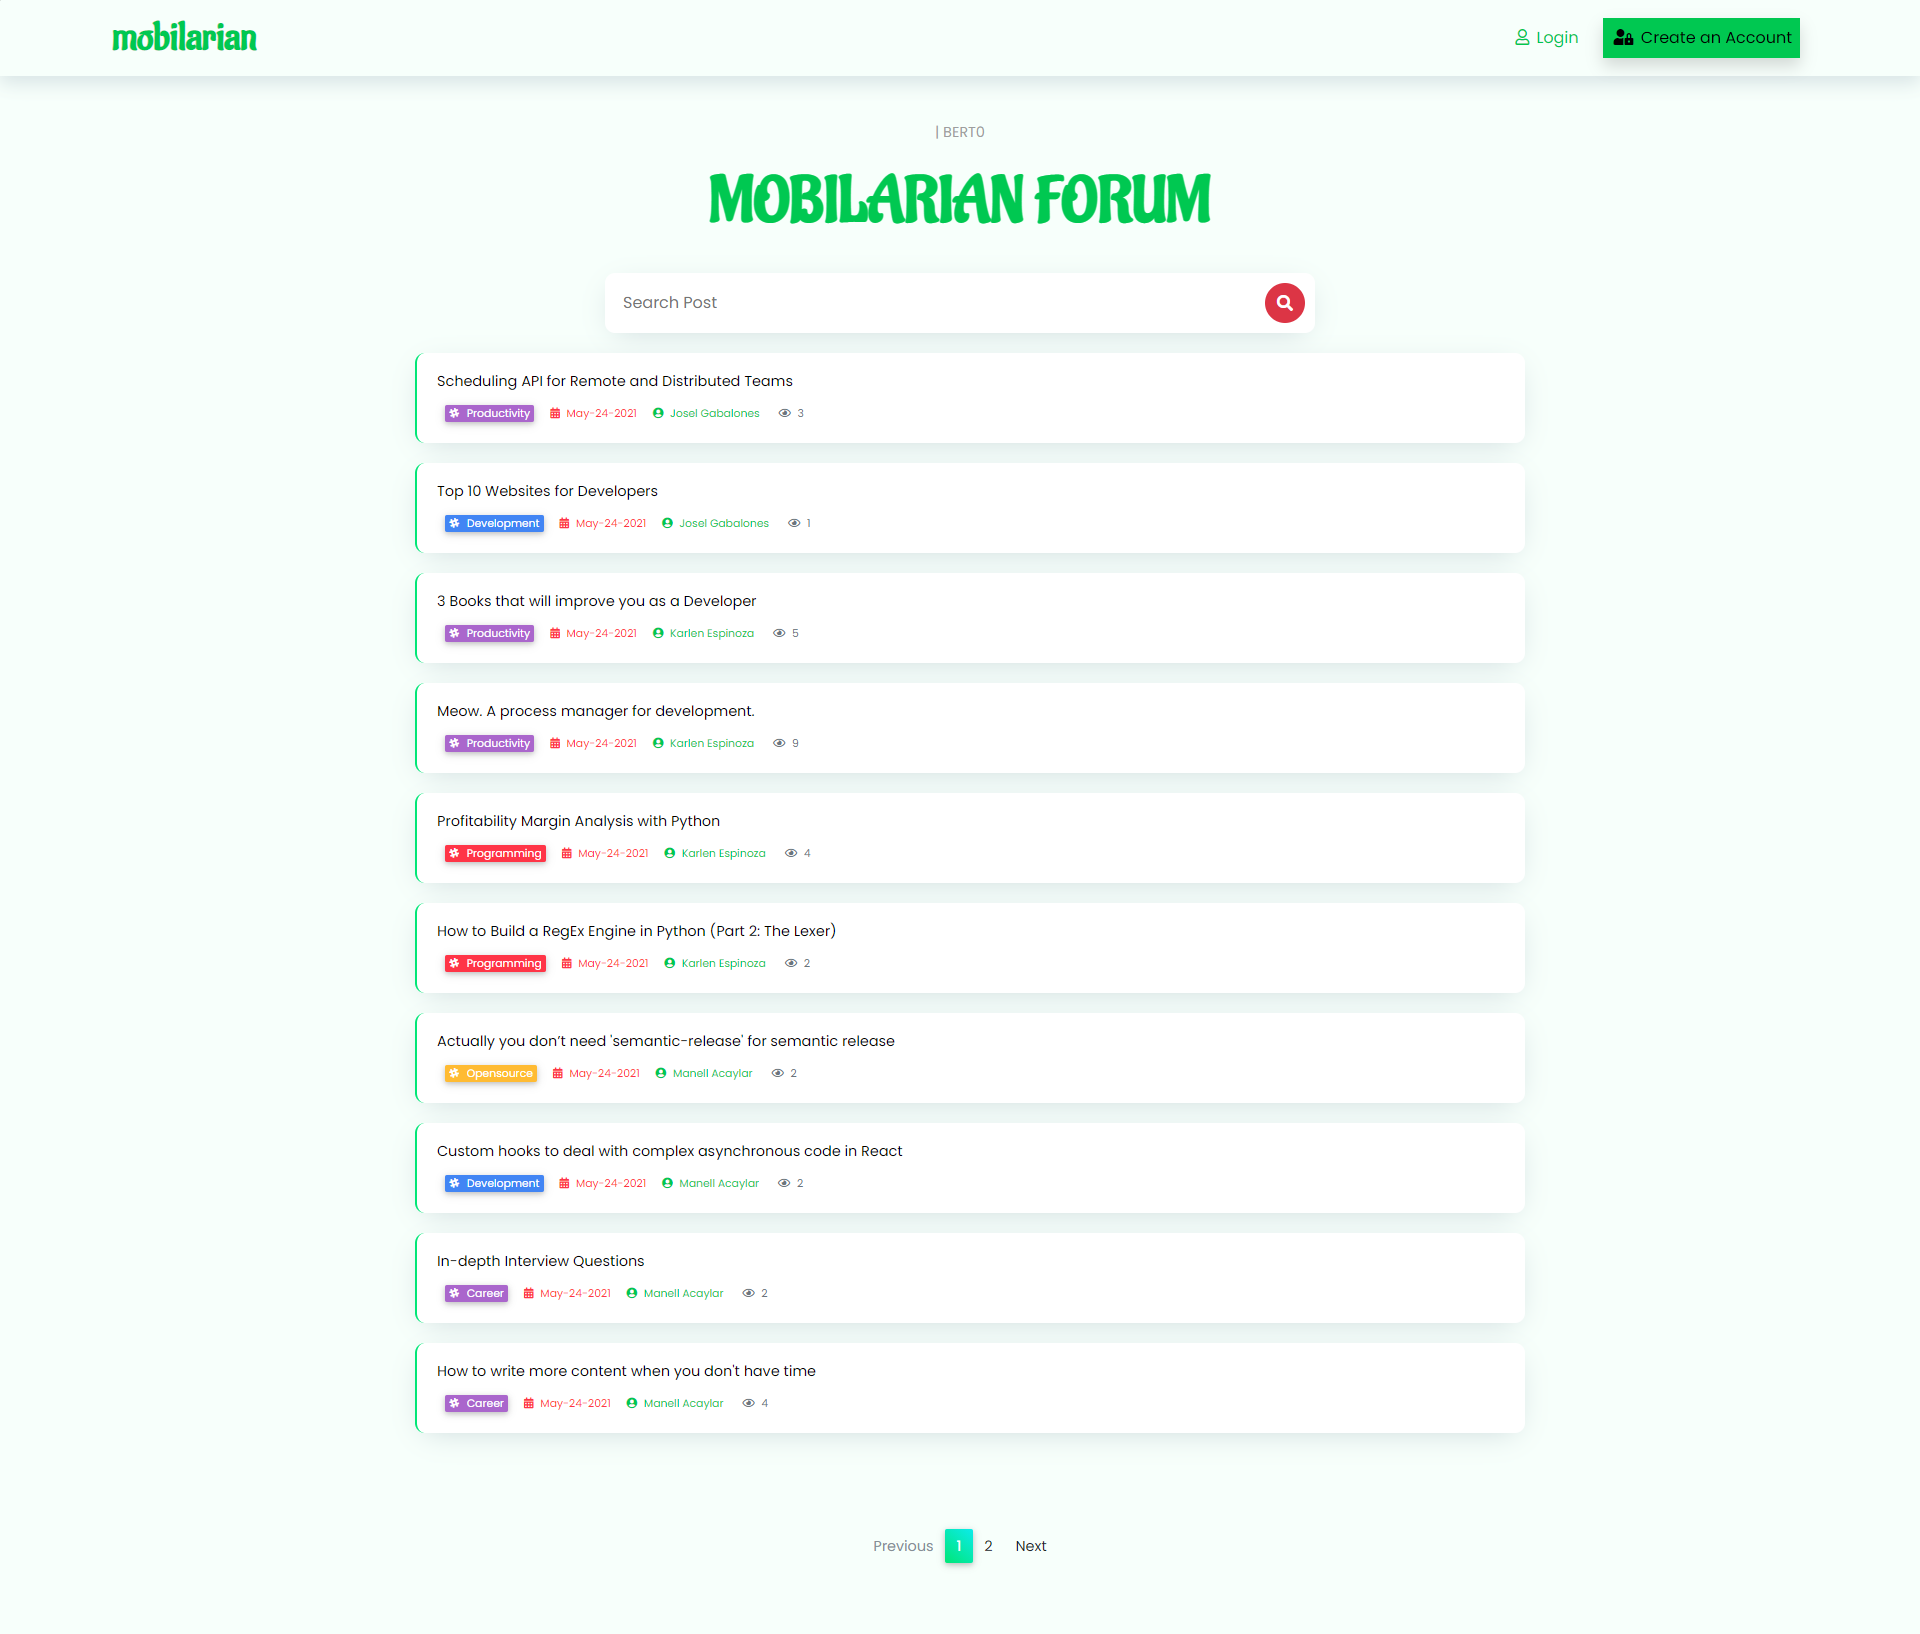 mobilarian
Login
Create an Account
| BERTO
MOBILARIAN FORUM
Search Post
Scheduling API for Remote and Distributed Teams
Productivity May-24-2021 Josel Gabalones 3
Top 10 Websites for Developers
Development May-24-2021 Josel Gabalones 1
3 Books that will improve you as a Developer
Productivity May-24-2021 Karlen Espinoza 5
Meow. A process manager for development.
Productivity May-24-2021 Karlen Espinoza 9
Profitability Margin Analysis with Python
Programming May-24-2021 Karlen Espinoza 4
How to Build a RegEx Engine in Python (Part 2: The Lexer)
Programming May-24-2021 Karlen Espinoza 2
Actually you don’t need 'semantic-release' for semantic release
Opensource May-24-2021 Manell Acaylar 2
Custom hooks to deal with complex asynchronous code in React
Development May-24-2021 Manell Acaylar 2
In-depth Interview Questions
Career May-24-2021 Manell Acaylar 2
How to write more content when you don't have time
Career May-24-2021 Manell Acaylar 4
Previous 1 2 Next